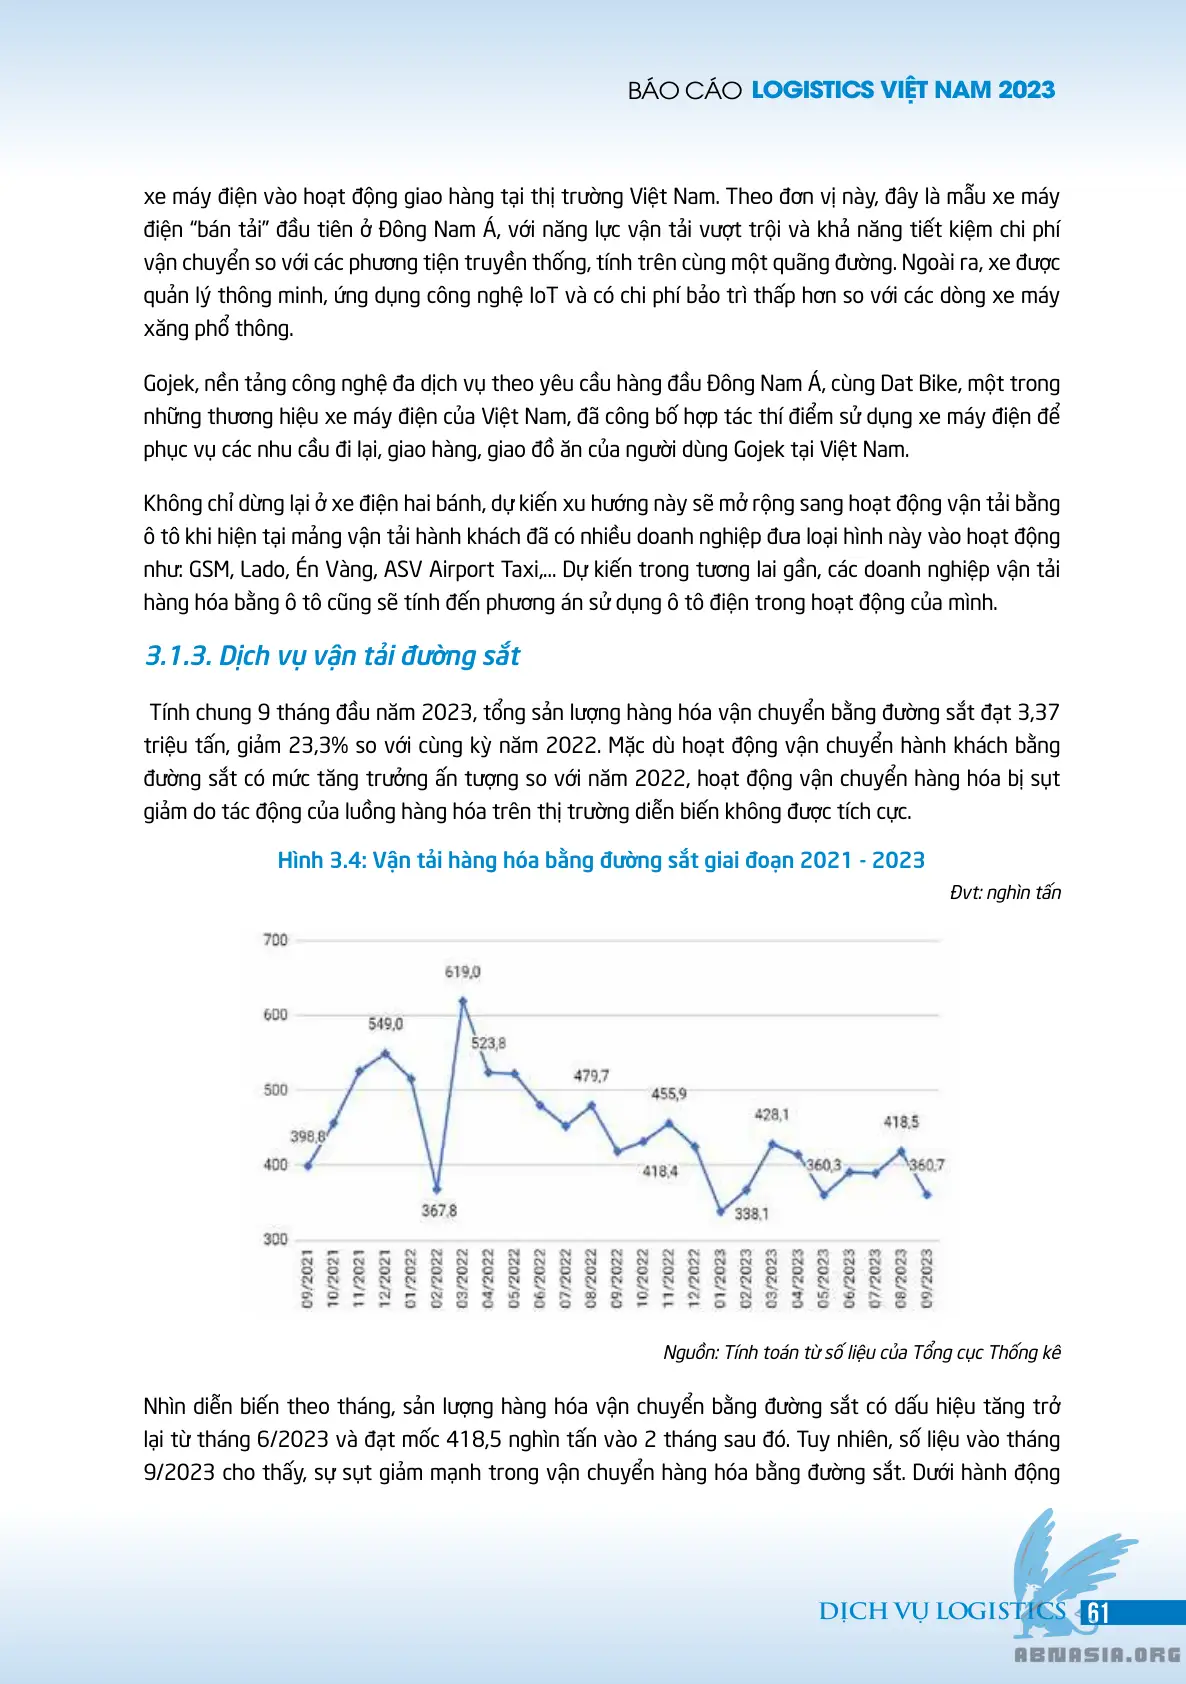 BÁO CÁO LOGISTICS VIỆT NAM 2023
xe máy điện vào hoạt động giao hàng tại thị trường Việt Nam. Theo đơn vị này, đây là mẫu xe máy
điện “bán tải” đầu tiên ở Đông Nam Á, với năng lực vận tải vượt trội và khả năng tiết kiệm chi phí
vận chuyển so với các phương tiện truyền thống, tính trên cùng một quãng đường. Ngoài ra, xe được
quản lý thông minh, ứng dụng công nghệ IoT và có chi phí bảo trì thấp hơn so với các dòng xe máy
xăng phổ thông.
Gojek, nền tảng công nghệ đa dịch vụ theo yêu cầu hàng đầu Đông Nam Á, cùng Dat Bike, một trong
những thương hiệu xe máy điện của Việt Nam, đã công bố hợp tác thí điểm sử dụng xe máy điện để
phục vụ các nhu cầu đi lại, giao hàng, giao đồ ăn của người dùng Gojek tại Việt Nam.
Không chỉ dừng lại ở xe điện hai bánh, dự kiến xu hướng này sẽ mở rộng sang hoạt động vận tải bằng
ô tô khi hiện tại mảng vận tải hành khách đã có nhiều doanh nghiệp đưa loại hình này vào hoạt động
như: GSM, Lado, Én Vàng, ASV Airport Taxi,... Dự kiến trong tương lai gần, các doanh nghiệp vận tải
hàng hóa bằng ô tô cũng sẽ tính đến phương án sử dụng ô tô điện trong hoạt động của mình.
3.1.3. Dịch vụ vận tải đường sắt
Tính chung 9 tháng đầu năm 2023, tổng sản lượng hàng hóa vận chuyển bằng đường sắt đạt 3,37
triệu tấn, giảm 23,3% so với cùng kỳ năm 2022. Mặc dù hoạt động vận chuyển hành khách bằng
đường sắt có mức tăng trưởng ấn tượng so với năm 2022, hoạt động vận chuyển hàng hóa bị sụt
giảm do tác động của luồng hàng hóa trên thị trường diễn biến không được tích cực.
Hình 3.4: Vận tải hàng hóa bằng đường sắt giai đoạn 2021 - 2023
Đvt: nghìn tấn
700
600
500
400
300
398,8
549,0
367,8
619,0
523,8
479,7
418,4
455,9
338,1
428,1
360,3
418,5
360,7
09/2021
10/2021
11/2021
12/2021
01/2022
02/2022
03/2022
04/2022
05/2022
06/2022
07/2022
08/2022
09/2022
10/2022
11/2022
12/2022
01/2023
02/2023
03/2023
04/2023
05/2023
06/2023
07/2023
08/2023
09/2023
Nguồn: Tính toán từ số liệu của Tổng cục Thống kê
Nhìn diễn biến theo tháng, sản lượng hàng hóa vận chuyển bằng đường sắt có dấu hiệu tăng trở
lại từ tháng 6/2023 và đạt mốc 418,5 nghìn tấn vào 2 tháng sau đó. Tuy nhiên, số liệu vào tháng
9/2023 cho thấy, sự sụt giảm mạnh trong vận chuyển hàng hóa bằng đường sắt. Dưới hành động
DỊCH VỤ LOGISTICS 61
ABNASIA.ORG